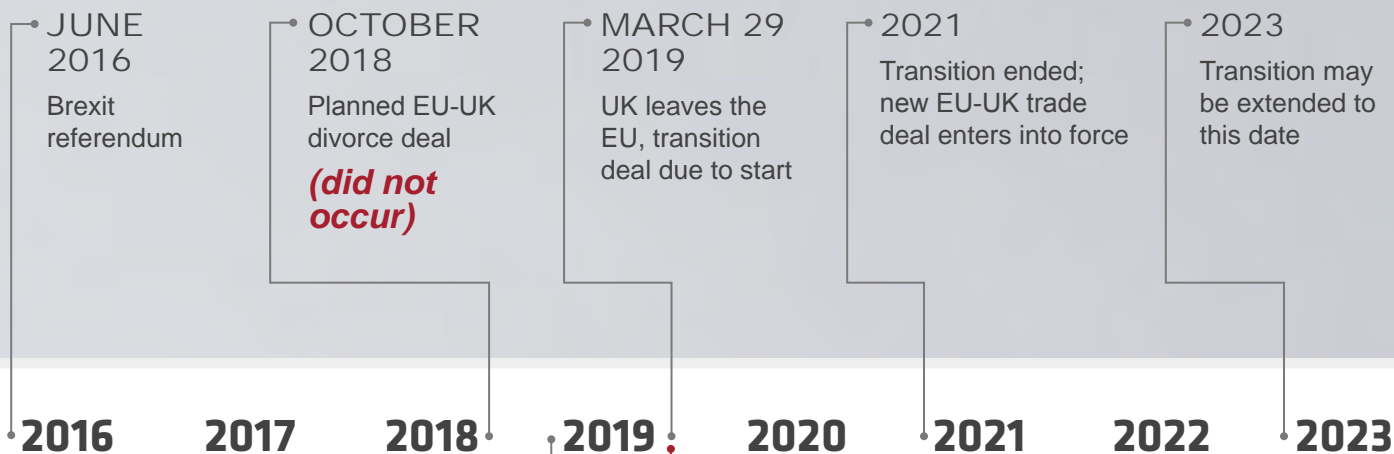 JUNE
2016
Brexit
referendum
OCTOBER
2018
Planned EU-UK
divorce deal
(did not
occur)
MARCH 29
2019
UK leaves the
EU, transition
deal due to start
2021
Transition ended;
new EU-UK trade
deal enters into force
2023
Transition may
be extended to
this date
2016 2017 2018 2019 2020 2021 2022 2023